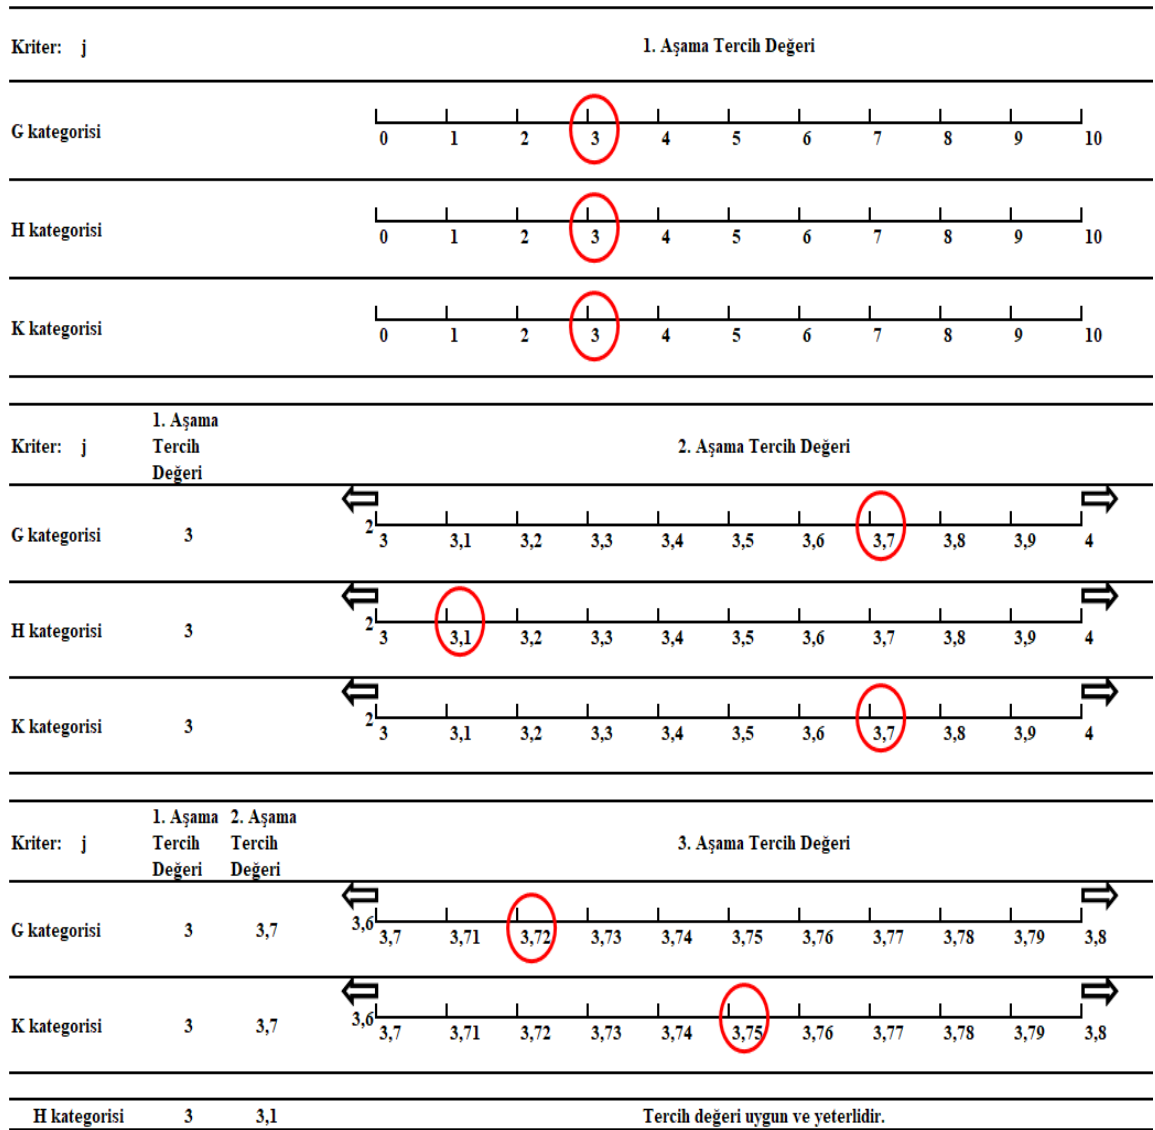 Kriter: j 1. Aşama Tercih Değeri
G kategorisi 0 1 2 3 4 5 6 7 8 9 10
H kategorisi 0 1 2 3 4 5 6 7 8 9 10
K kategorisi 0 1 2 3 4 5 6 7 8 9 10
1. Aşama
Kriter: j Tercih 2. Aşama Tercih Değeri
Değeri
G kategorisi 3 2 3 3,1 3,2 3,3 3,4 3,5 3,6 3,7 3,8 3,9 4
H kategorisi 3 2 3 3,1 3,2 3,3 3,4 3,5 3,6 3,7 3,8 3,9 4
K kategorisi 3 2 3 3,1 3,2 3,3 3,4 3,5 3,6 3,7 3,8 3,9 4
1. Aşama 2. Aşama
Kriter: j Tercih Tercih 3. Aşama Tercih Değeri
Değeri Değeri
G kategorisi 3 3,7 3,6 3,7 3,71 3,72 3,73 3,74 3,75 3,76 3,77 3,78 3,79 3,8
K kategorisi 3 3,7 3,6 3,7 3,71 3,72 3,73 3,74 3,75 3,76 3,77 3,78 3,79 3,8
H kategorisi 3 3,1 Tercih değeri uygun ve yeterlidir.